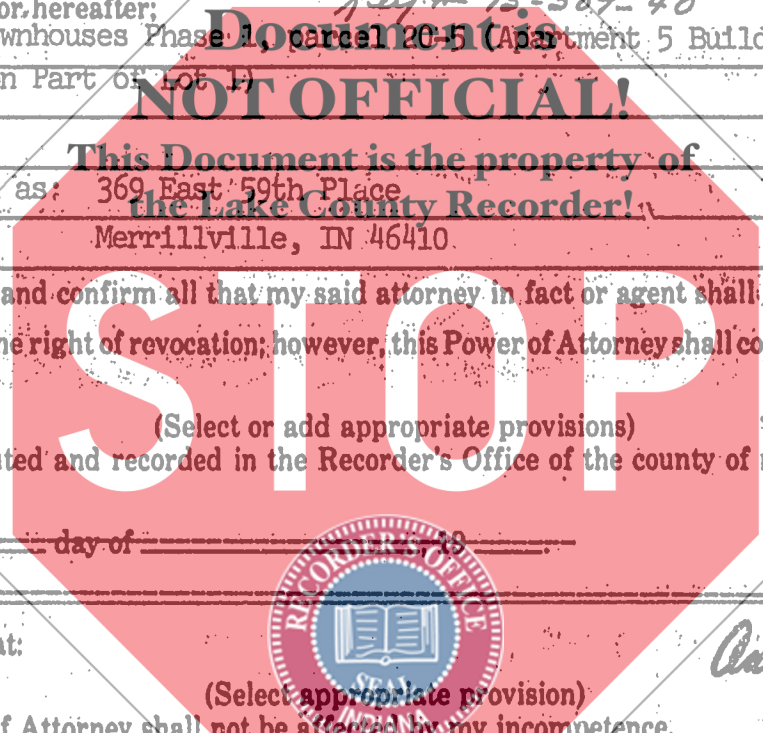 or, hereafter;
wnhouses Phase 1, parcel 20-5 (Apartment 5 Build
n Part of Lot 1)
Document is
NOT OFFICIAL!
This Document is the property of
the Lake County Recorder!
as: 369 East 59th Place
Merrillville, IN 46410
and confirm all that my said attorney in fact or agent shall
he right of revocation; however, this Power of Attorney shall co
STOP
(Select or add appropriate provisions)
ted and recorded in the Recorder's Office of the county of
day of , 19 .
RECORDER'S OFFICE
SEAL
INDIANA
at:
(Select appropriate provision)
f Attorney shall not be affected by my incompetence.